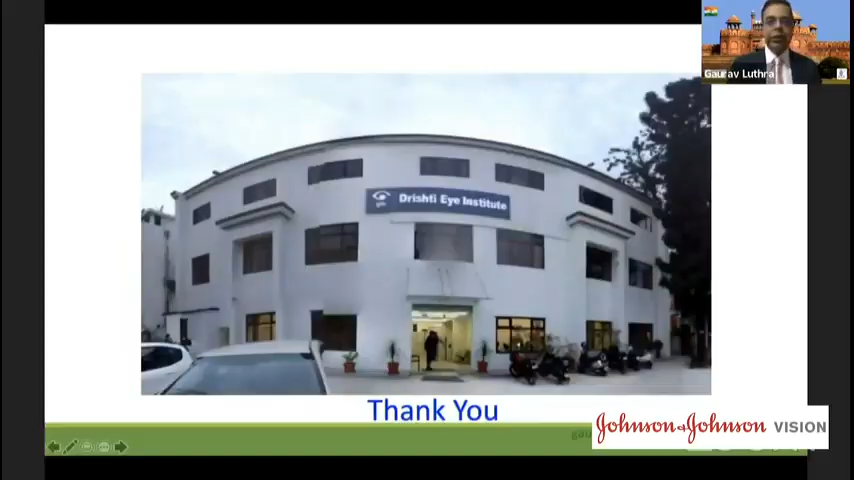 Gaurav Luthra
Drishti Eye Institute
Thank You
Johnson & Johnson VISION